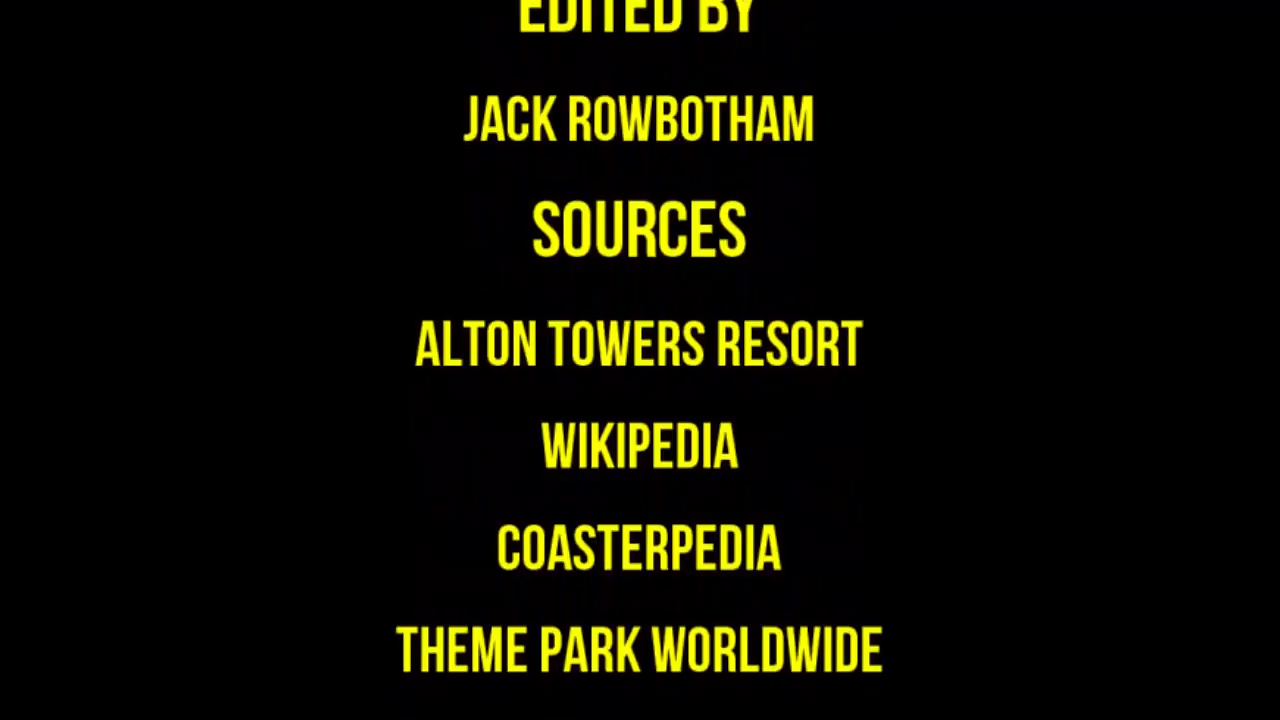 EDITED BY
JACK ROWBOTHAM
SOURCES
ALTON TOWERS RESORT
WIKIPEDIA
COASTERPEDIA
THEME PARK WORLDWIDE